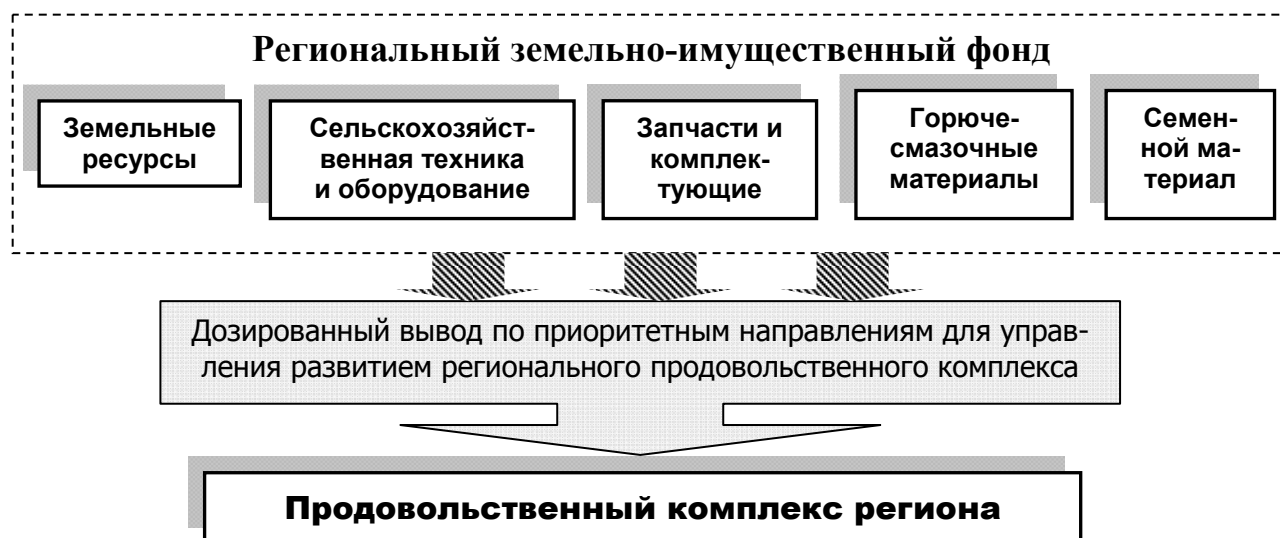 Региональный земельно-имущественный фонд
Земельные
ресурсы
Сельскохозяйст-
венная техника
и оборудование
Запчасти и
комплек-
тующие
Горюче-
смазочные
материалы
Семен-
ной ма-
териал
Дозированный вывод по приоритетным направлениям для управ-
ления развитием регионального продовольственного комплекса
Продовольственный комплекс региона